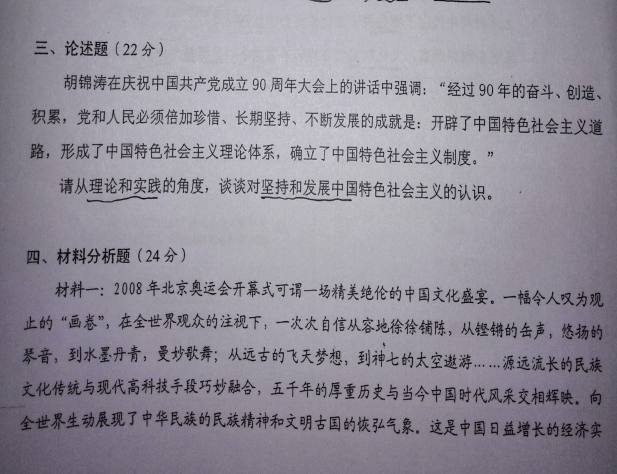 三、论述题（22分）
胡锦涛在庆祝中国共产党成立90周年大会上的讲话中强调：“经过90年的奋斗、创造、
积累，党和人民必须倍加珍惜、长期坚持、不断发展的成就是：开辟了中国特色社会主义道
路，形成了中国特色社会主义理论体系，确立了中国特色社会主义制度。”
请从理论和实践的角度，谈谈对坚持和发展中国特色社会主义的认识。
四、材料分析题（24分）
材料一：2008年北京奥运会开幕式可谓一场精美绝伦的中国文化盛宴。一幅令人叹为观
止的“画卷”，在全世界观众的注视下，一次次自信从容地徐徐铺陈，从铿锵的缶声，悠扬的
琴音，到水墨丹青，曼妙歌舞；从远古的飞天梦想，到神七的太空遨游……源远流长的民族
文化传统与现代高科技手段巧妙融合，五千年的厚重历史与当今中国时代风采交相辉映。向
全世界生动展现了中华民族的民族精神和文明古国的恢弘气象。这是中国日益增长的经济实